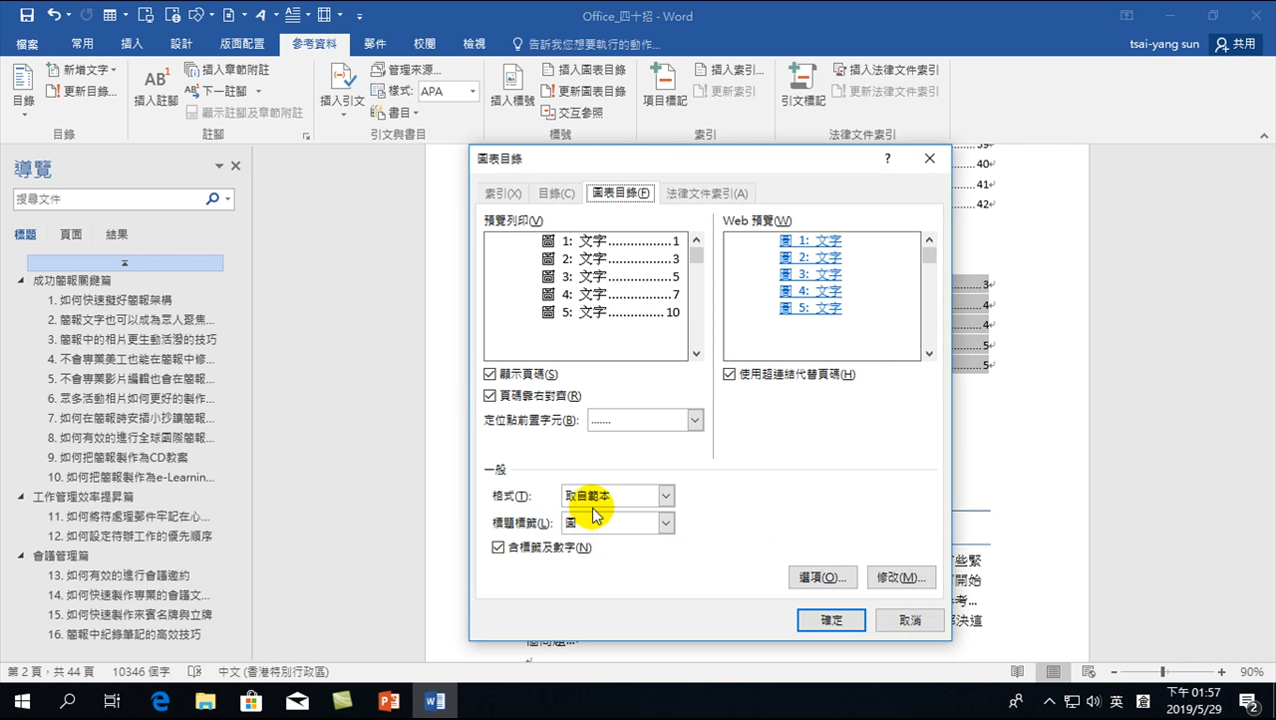 Office_四十招 - Word
檔案 常用 插入 設計 版面配置 參考資料 郵件 校閱 檢視 告訴我您想要執行的動作... tsai-yang sun 共用
目錄 新增文字 更新目錄... 目錄
插入註腳 插入章節附註 下一註腳 顯示註腳及章節附註 註腳
插入引文 管理來源... 樣式: APA 書目 引文與書目
插入標號 插入圖表目錄 更新圖表目錄 交互參照 標號
項目標記 插入索引... 更新索引 索引
引文標記 插入法律文件索引 更新法律文件索引 法律文件索引
導覽
搜尋文件
標題 頁面 結果
成功簡報關鍵篇
1. 如何快速擬好簡報架構
2. 簡報文字也可以成為眾人聚焦...
3. 簡報中的相片更生動活潑的技巧
4. 不會專業美工也能在簡報中修...
5. 不會專業影片編輯也會在簡報...
6. 眾多活動相片如何更好的製作...
7. 如何在簡報時安插小抄讓簡報...
8. 如何有效的進行全球團隊簡報...
9. 如何把簡報製作為CD教案
10. 如何把簡報製作為e-Learnin...
工作管理效率提昇篇
11. 如何將待處理郵件牢記在心...
12. 如何設定待辦工作的優先順序
會議管理篇
13. 如何有效的進行會議邀約
14. 如何快速製作專業的會議文...
15. 如何快速製作來賓名牌與立牌
16. 簡報中紀錄筆記的高效技巧
圖表目錄 ?
索引(X) 目錄(C) 圖表目錄(F) 法律文件索引(A)
預覽列印(V)
圖 1: 文字................1
圖 2: 文字................3
圖 3: 文字................5
圖 4: 文字................7
圖 5: 文字..............10
Web 預覽(W)
圖 1: 文字
圖 2: 文字
圖 3: 文字
圖 4: 文字
圖 5: 文字
顯示頁碼(S)
使用超連結代替頁碼(H)
頁碼靠右對齊(R)
定位點前置字元(B): .......
一般
格式(T): 取自範本
標題標籤(L): 圖
含標籤及數字(N)
選項(O)... 修改(M)...
確定 取消
......40
......41
......42
......3
......4
......4
......5
......5
些緊
開始
考...
第 2 頁，共 44 頁 10346 個字 中文 (香港特別行政區) 90%
英 下午 01:57
2019/5/29
2